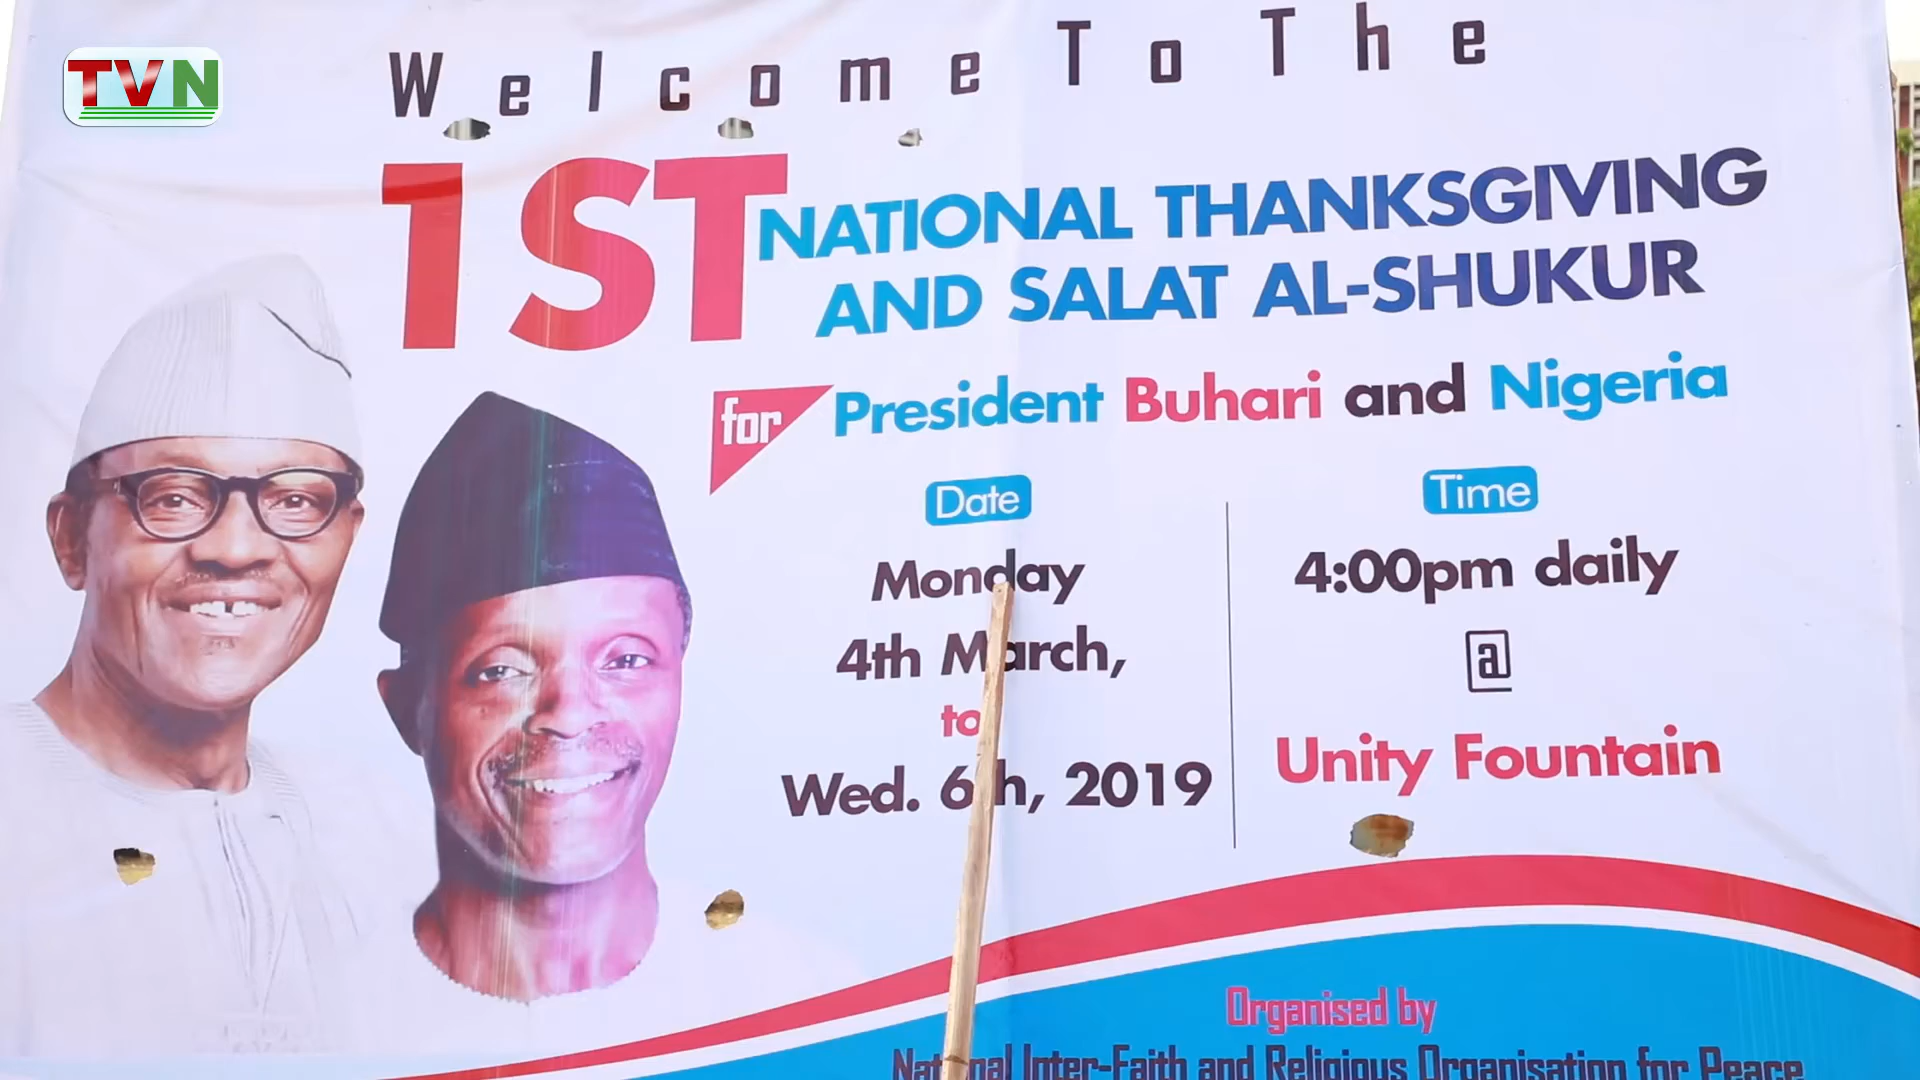 TVN
Welcome To The
1ST NATIONAL THANKSGIVING
AND SALAT AL-SHUKUR
for President Buhari and Nigeria
Date
Monday
4th March,
to
Wed. 6th, 2019
Time
4:00pm daily
@
Unity Fountain
Organised by
National Inter-Faith and Religious Organisation for Peace